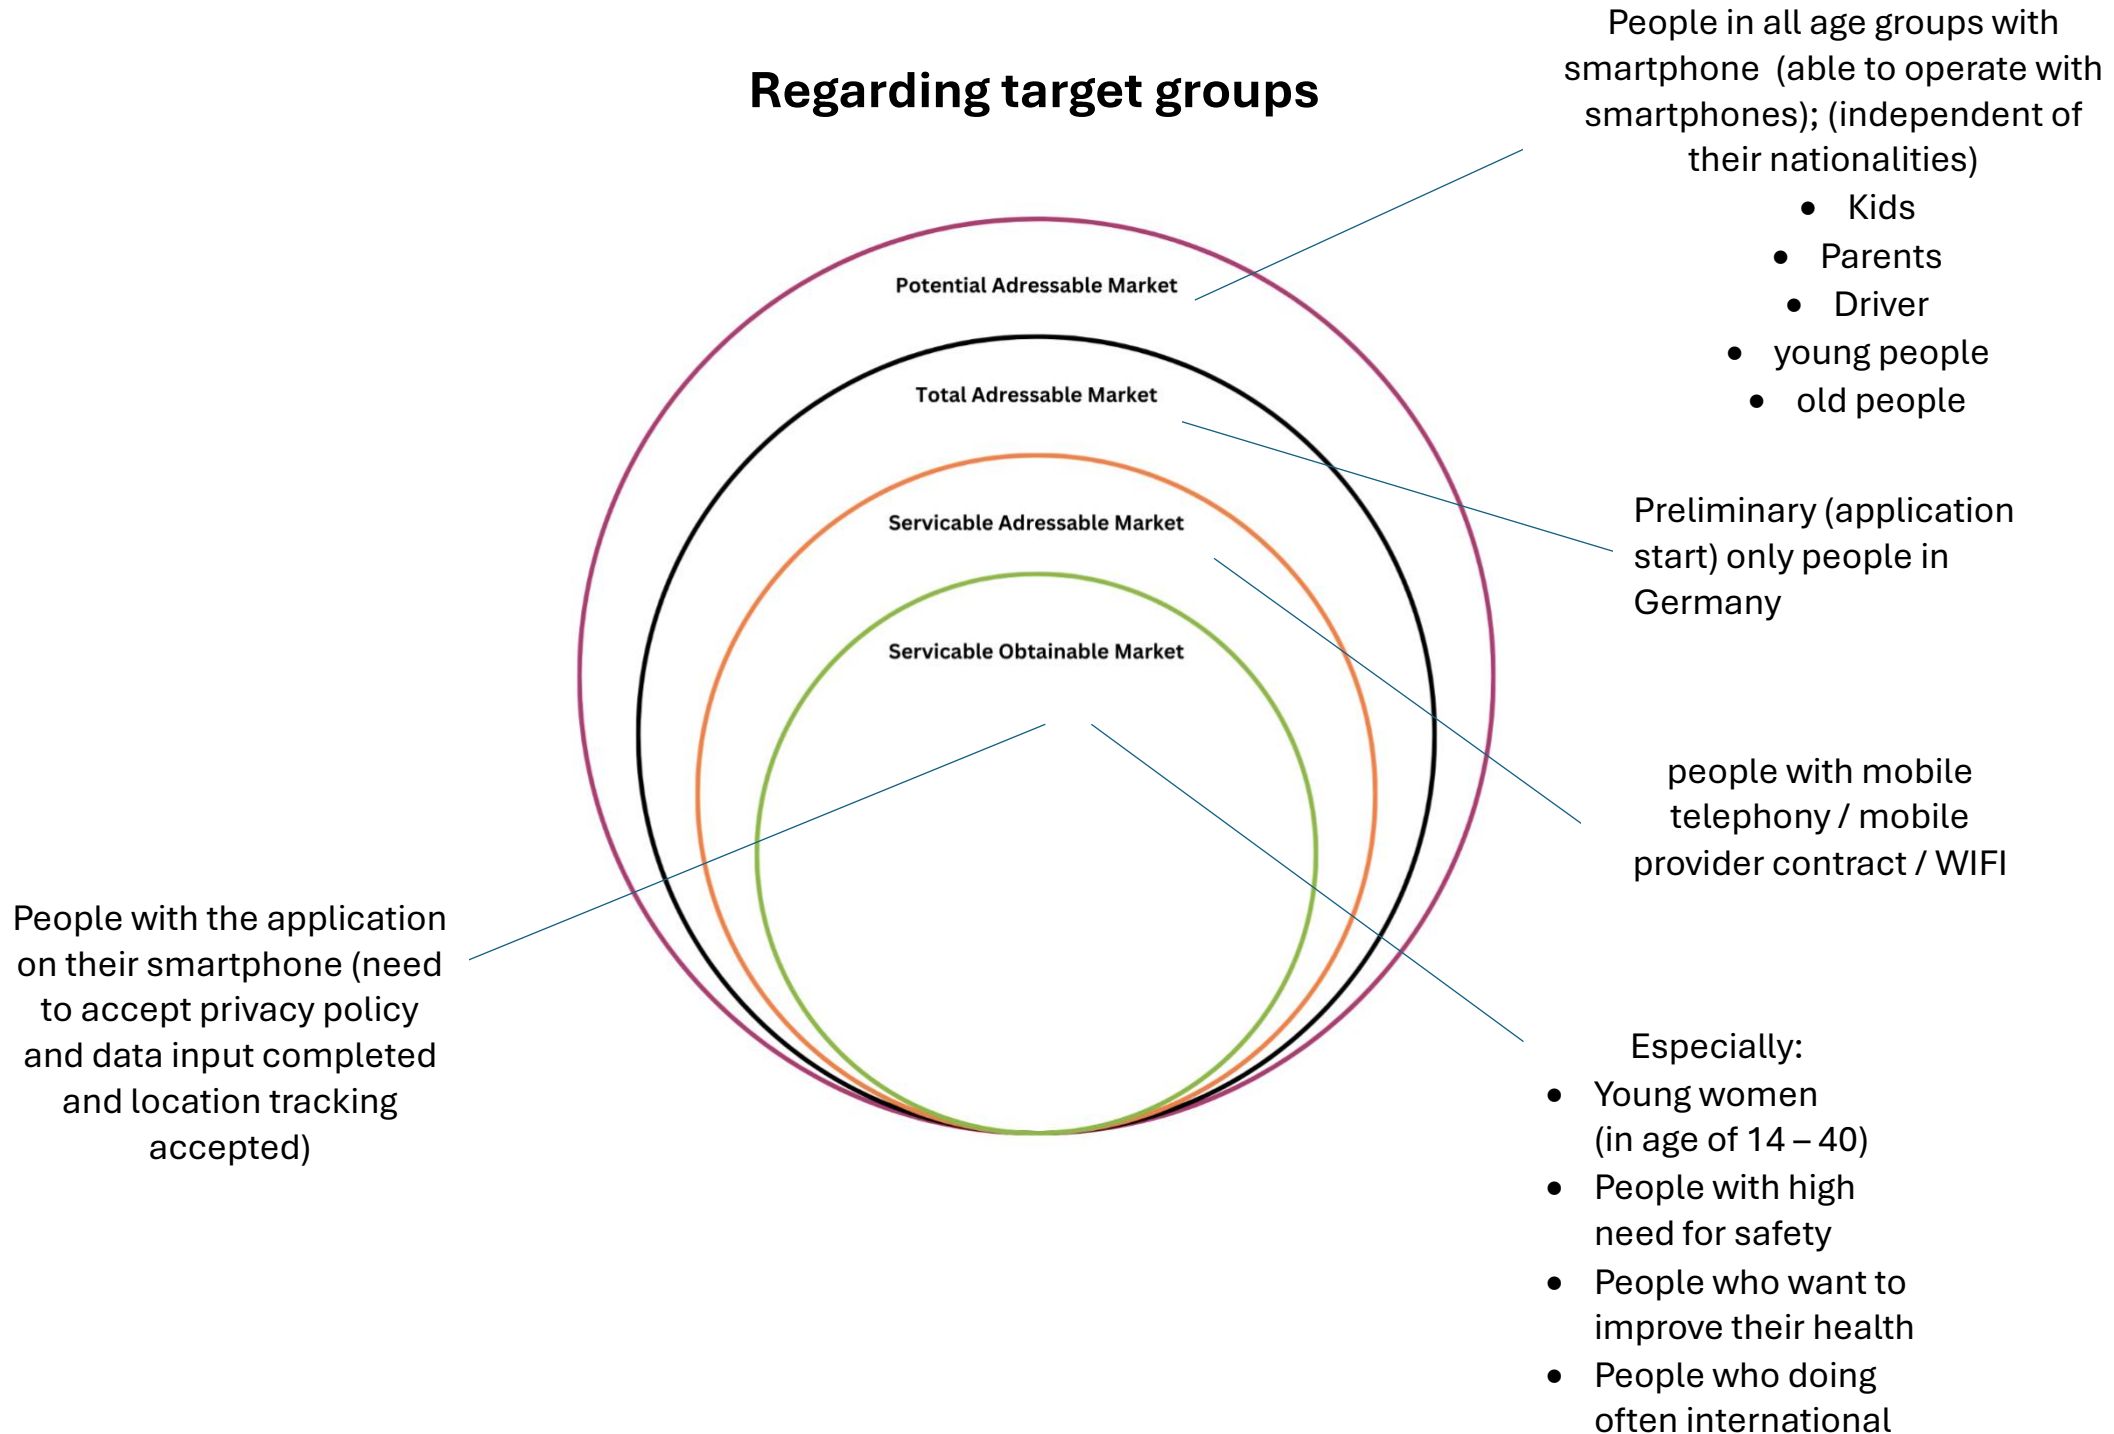 Regarding target groups
People in all age groups with
smartphone (able to operate with
smartphones); (independent of
their nationalities)
• Kids
• Parents
• Driver
• young people
• old people
Potential Adressable Market
Total Adressable Market
Preliminary (application
start) only people in
Germany
Servicable Adressable Market
people with mobile
telephony / mobile
provider contract / WIFI
Servicable Obtainable Market
People with the application
on their smartphone (need
to accept privacy policy
and data input completed
and location tracking
accepted)
Especially:
• Young women
(in age of 14 – 40)
• People with high
need for safety
• People who want to
improve their health
• People who doing
often international